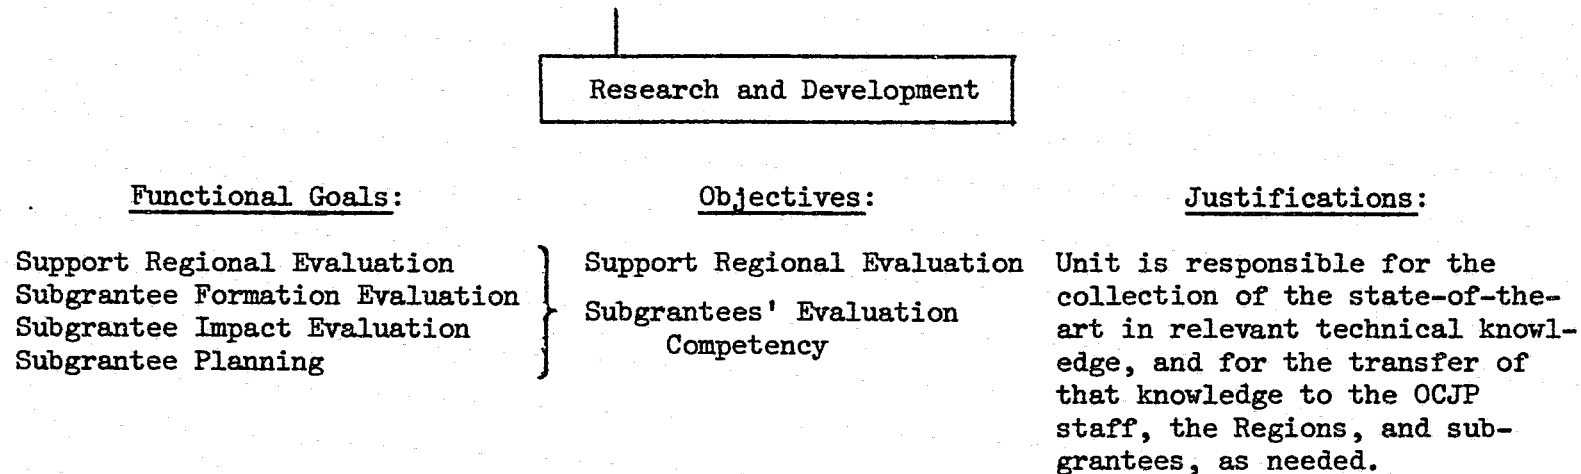 Research and Development
Functional Goals:
Support Regional Evaluation
Subgrantee Formation Evaluation
Subgrantee Impact Evaluation
Subgrantee Planning
Objectives:
Support Regional Evaluation
Subgrantees' Evaluation
Competency
Justifications:
Unit is responsible for the
collection of the state-of-the-
art in relevant technical knowl-
edge, and for the transfer of
that knowledge to the OCJP
staff, the Regions, and sub-
grantees, as needed.